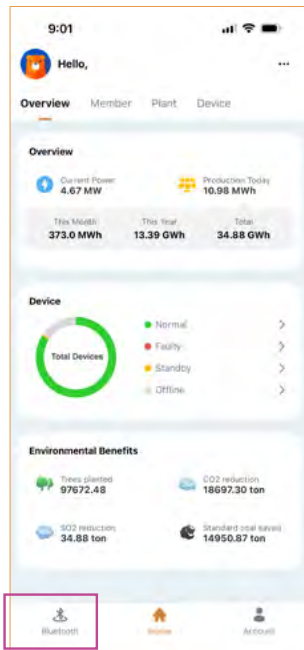 9:01
Hello,
Overview Member Plant Device
Overview
Current Power
4.67 MW
Production Today
10.98 MWh
This Month This Year Total
373.0 MWh 13.39 GWh 34.88 GWh
Device
Total Devices
Normal
Faulty
Standby
Offline
Environmental Benefits
Trees planted
97672.48
CO2 reduction
18697.30 ton
SO2 reduction
34.88 ton
Standard coal saved
14950.87 ton
Bluetooth Home Account